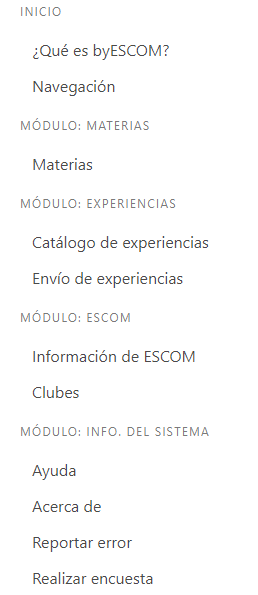 INICIO
¿Qué es byESCOM?
Navegación
MÓDULO: MATERIAS
Materias
MÓDULO: EXPERIENCIAS
Catálogo de experiencias
Envío de experiencias
MÓDULO: ESCOM
Información de ESCOM
Clubes
MÓDULO: INFO. DEL SISTEMA
Ayuda
Acerca de
Reportar error
Realizar encuesta